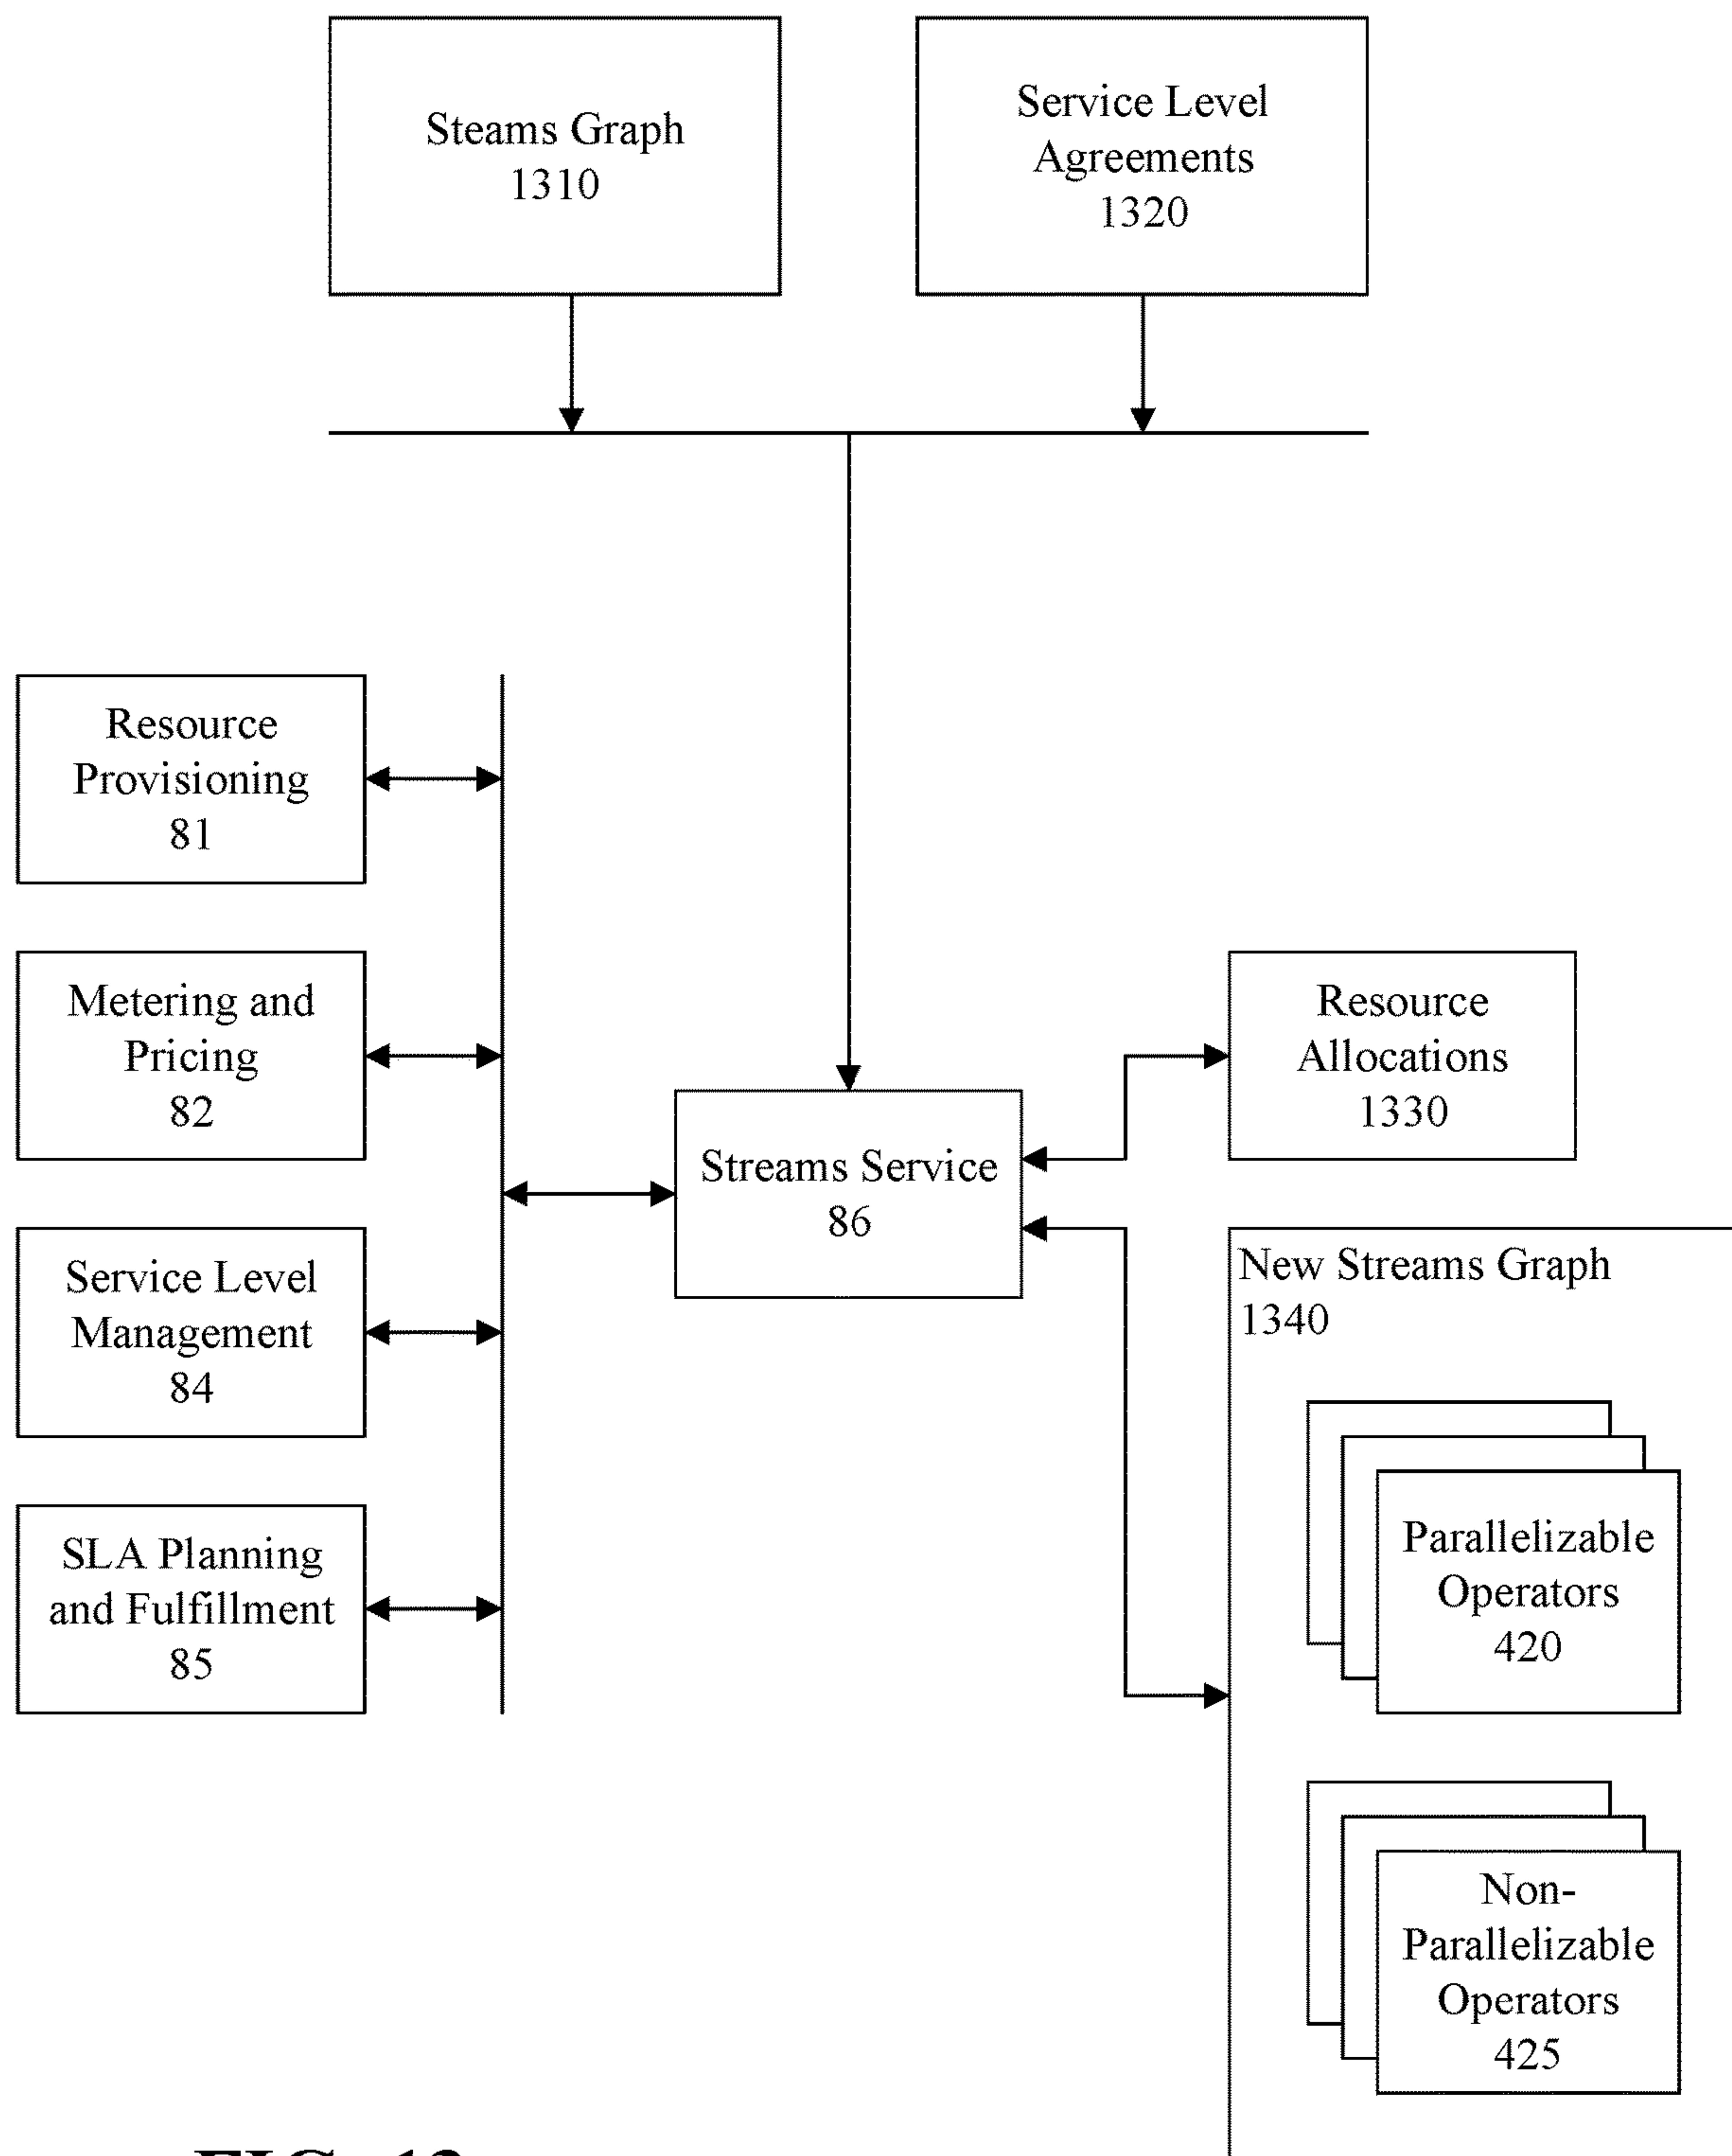 Steams Graph
1310
Service Level
Agreements
1320
Resource
Provisioning
81
Metering and
Pricing
82
Service Level
Management
84
SLA Planning
and Fulfillment
85
Streams Service
86
Resource
Allocations
1330
New Streams Graph
1340
Parallelizable
Operators
420
Non-
Parallelizable
Operators
425